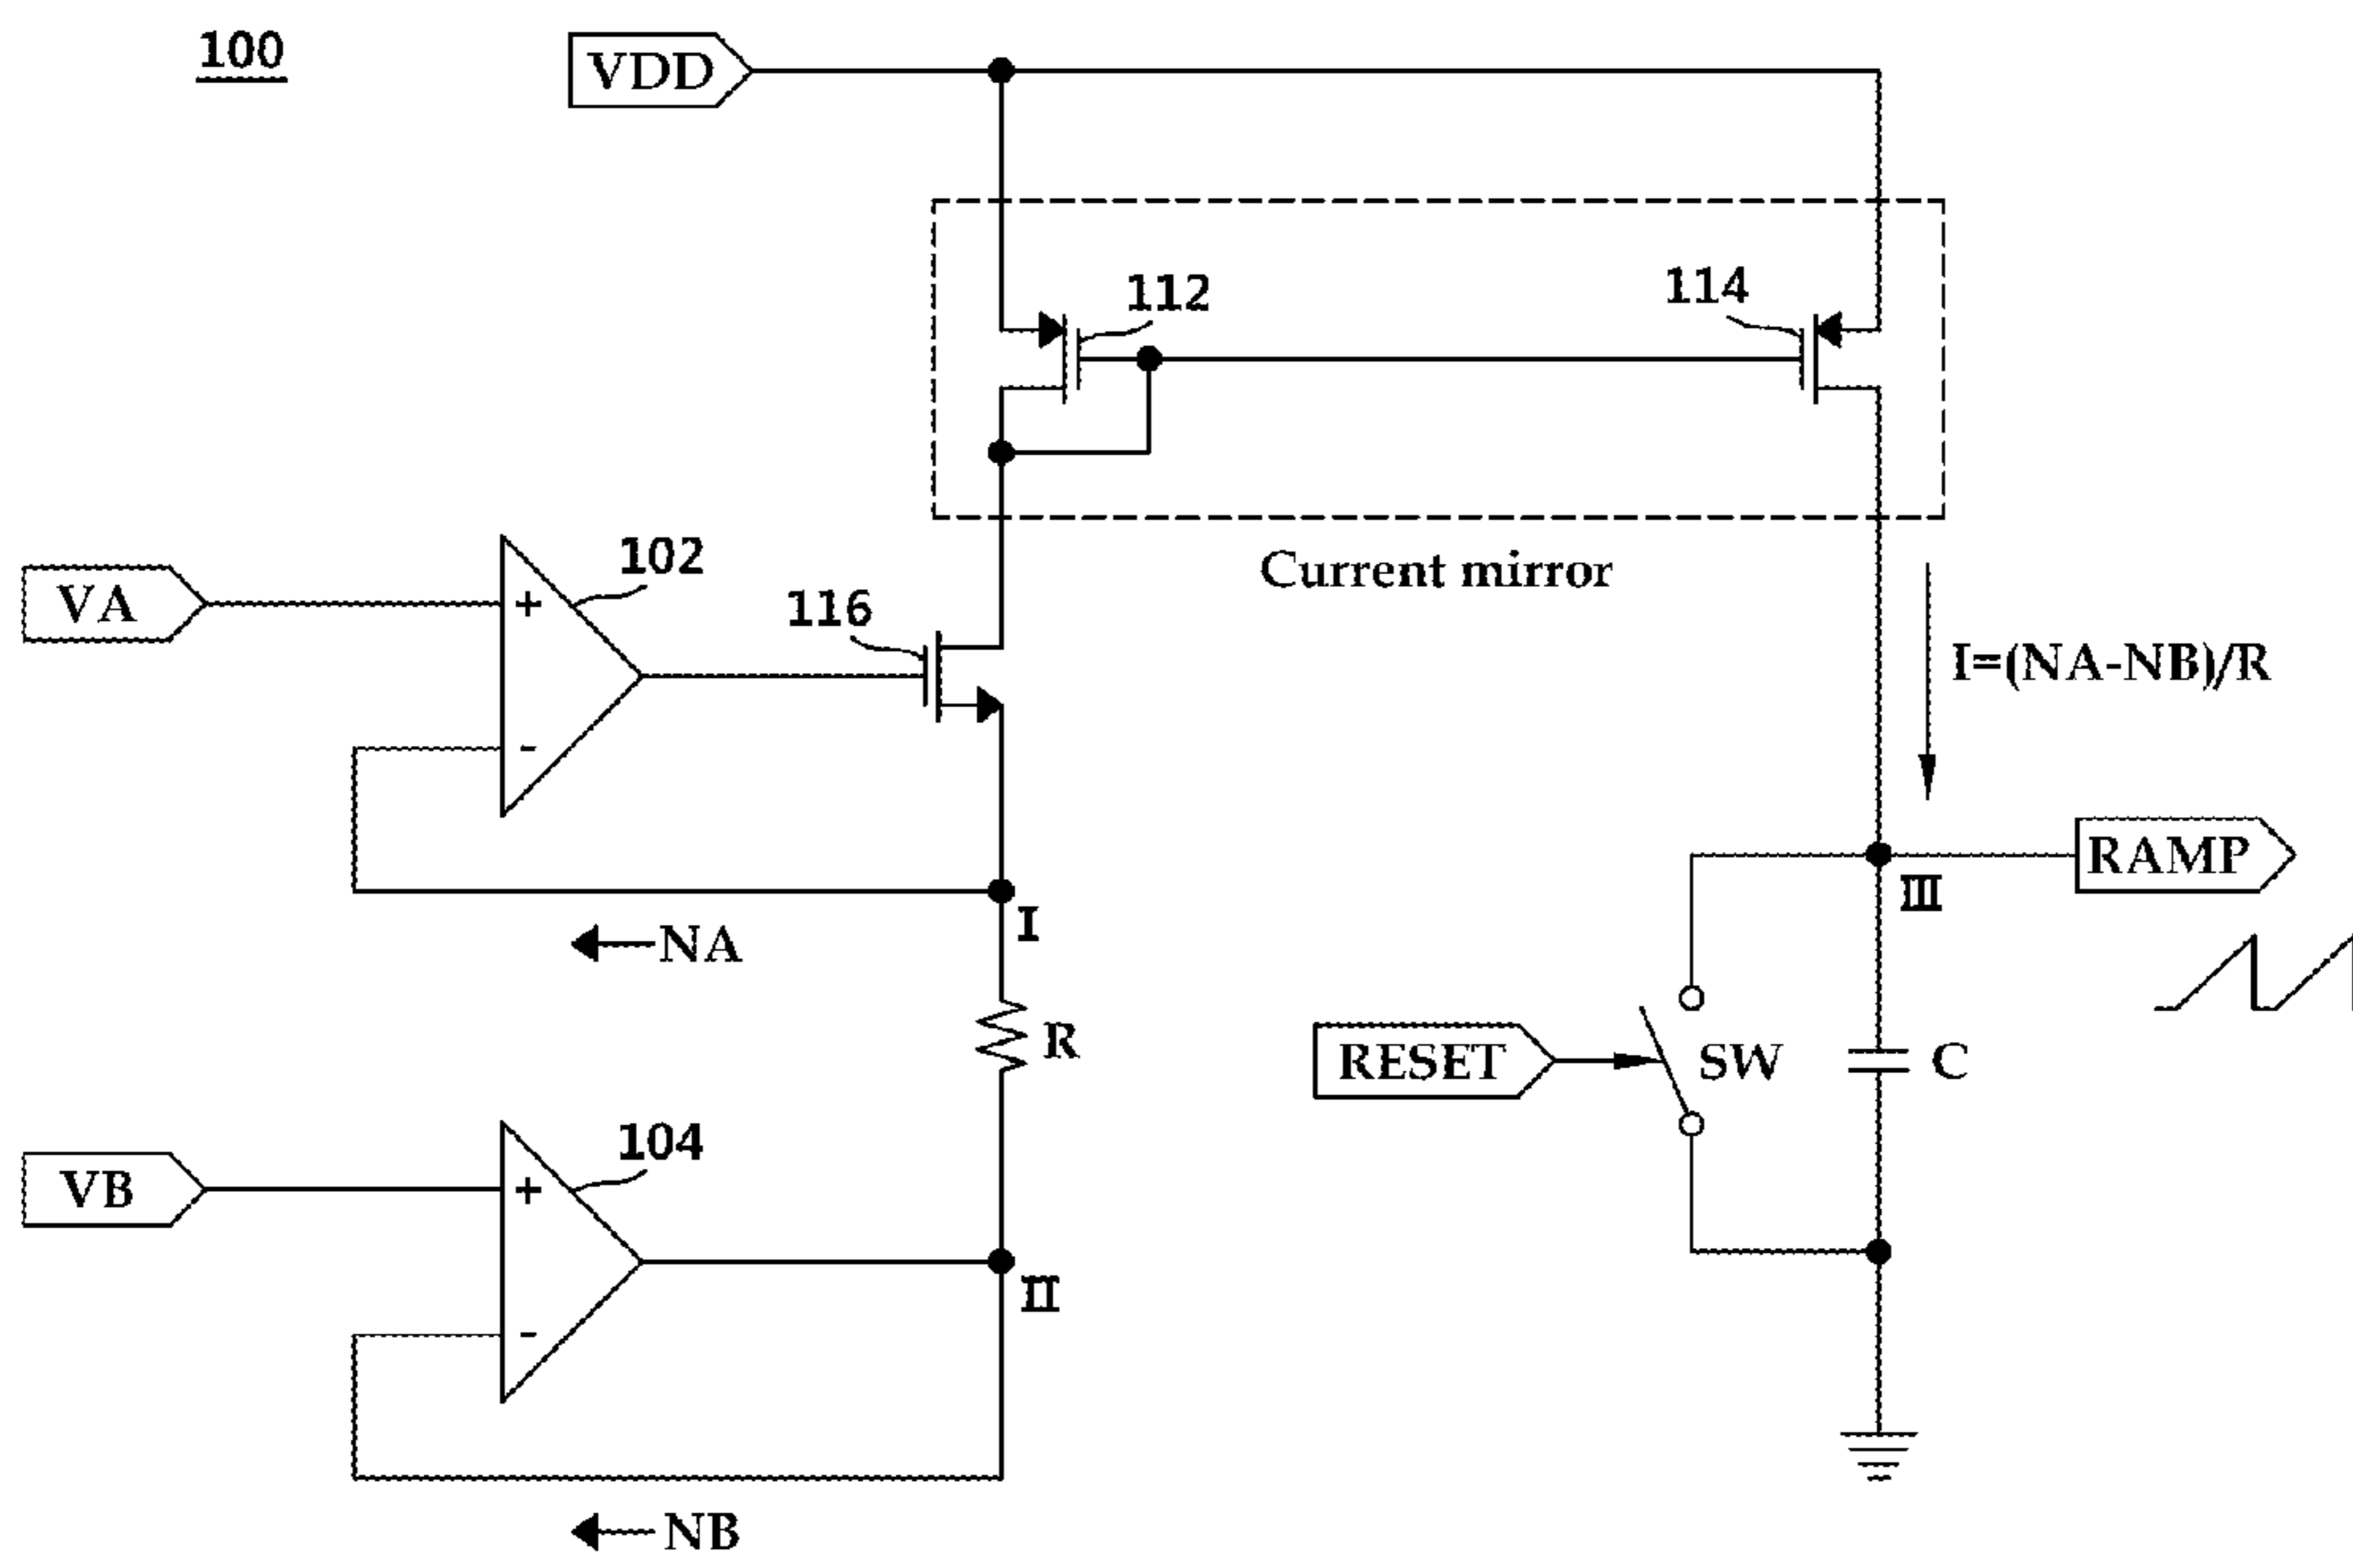 100
VDD
112
114
Current mirror
VA
+
-
102
116
I=(NA-NB)/R
RAMP
III
NA
I
R
RESET
SW
C
VB
+
-
104
II
NB